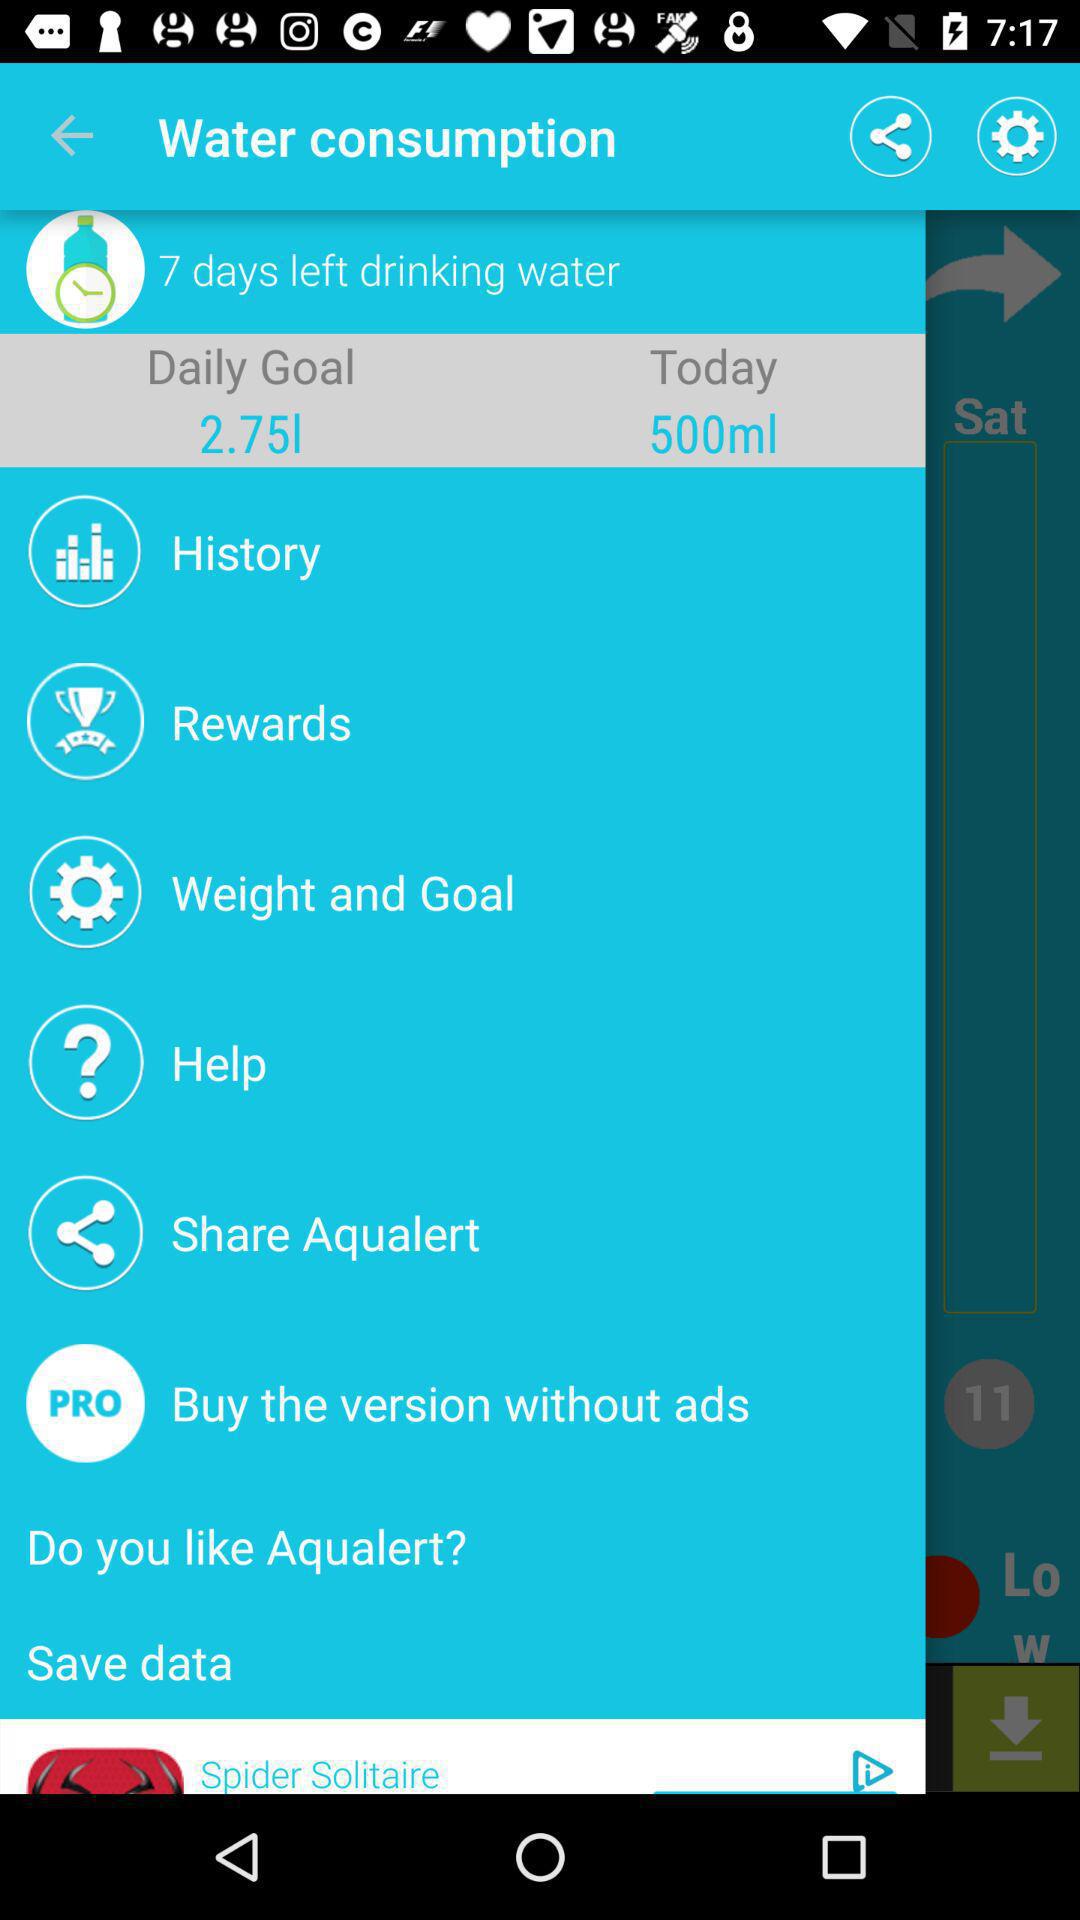 7:17
Water consumption
7 days left drinking water
Daily Goal Today
2.75l 500ml
Sat
History
Rewards
Weight and Goal
Help
Share Aqualert
PRO Buy the version without ads
11
Do you like Aqualert?
Lo
w
Save data
Spider Solitaire